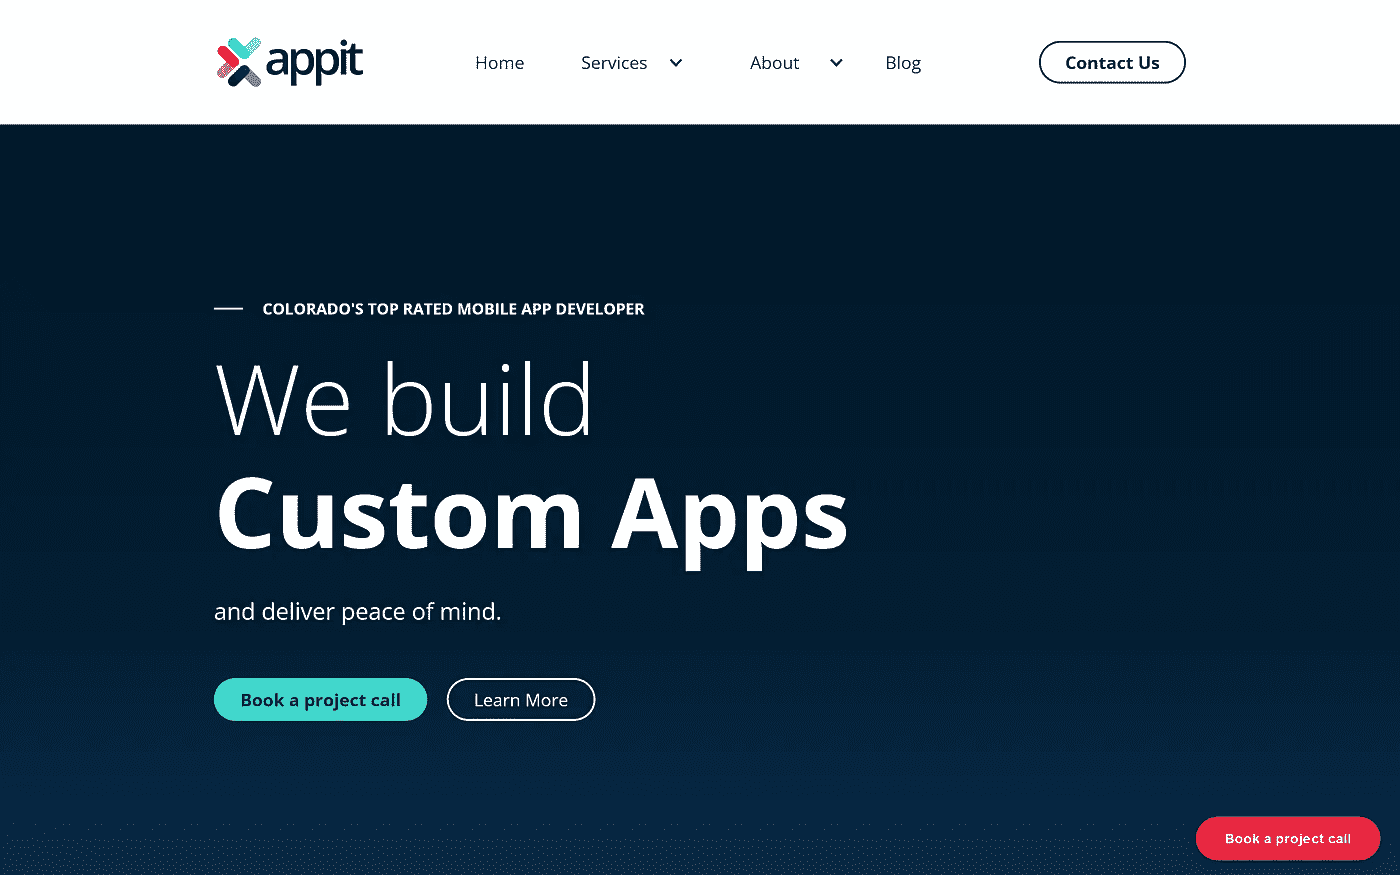 appit
Home Services About Blog Contact Us
COLORADO'S TOP RATED MOBILE APP DEVELOPER
We build
Custom Apps
and deliver peace of mind.
Book a project call Learn More
Book a project call